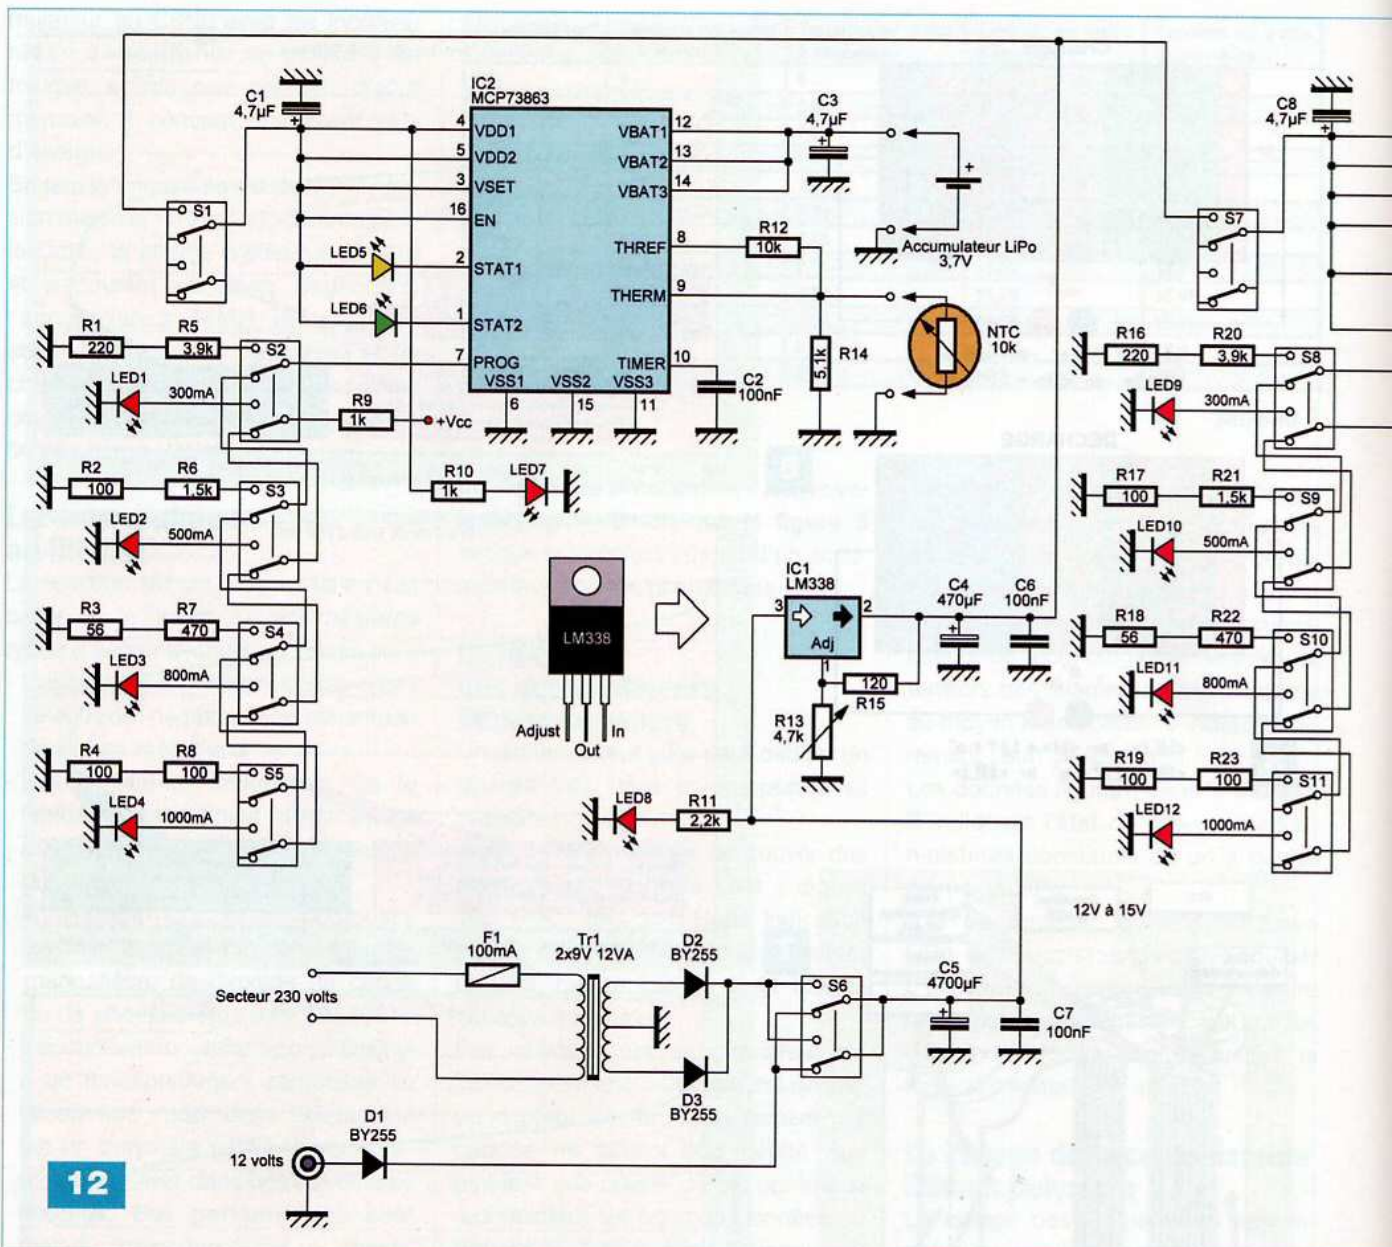 IC2
MCP73863
C1
4,7µF
4
VDD1
5
VDD2
3
VSET
16
EN
2
STAT1
1
STAT2
7
PROG
VBAT1
12
VBAT2
13
VBAT3
14
THREF
8
THERM
9
TIMER
10
VSS1
VSS2
VSS3
6
15
11
C3
4,7µF
+
R12
10k
Accumulateur LiPo
3,7V
+
C8
4,7µF
+
S1
S7
LED5
LED6
R14
5,1k
NTC
10k
C2
100nF
R1
220
R5
3,9k
S2
LED1
300mA
R9
1k
+Vcc
R2
100
R6
1,5k
S3
LED2
500mA
R10
1k
LED7
R3
56
R7
470
S4
LED3
800mA
R4
100
R8
100
S5
LED4
1000mA
LM338
Adjust
Out
In
IC1
LM338
3
2
Adj
1
C4
470µF
+
C6
100nF
120
R15
R13
4,7k
LED8
R11
2,2k
R16
220
R20
3,9k
S8
LED9
300mA
R17
100
R21
1,5k
S9
LED10
500mA
R18
56
R22
470
S10
LED11
800mA
R19
100
R23
100
S11
LED12
1000mA
12V à 15V
F1
100mA
Tr1
2x9V 12VA
D2
BY255
Secteur 230 volts
D3
BY255
S6
C5
4700µF
+
C7
100nF
D1
BY255
12 volts
12